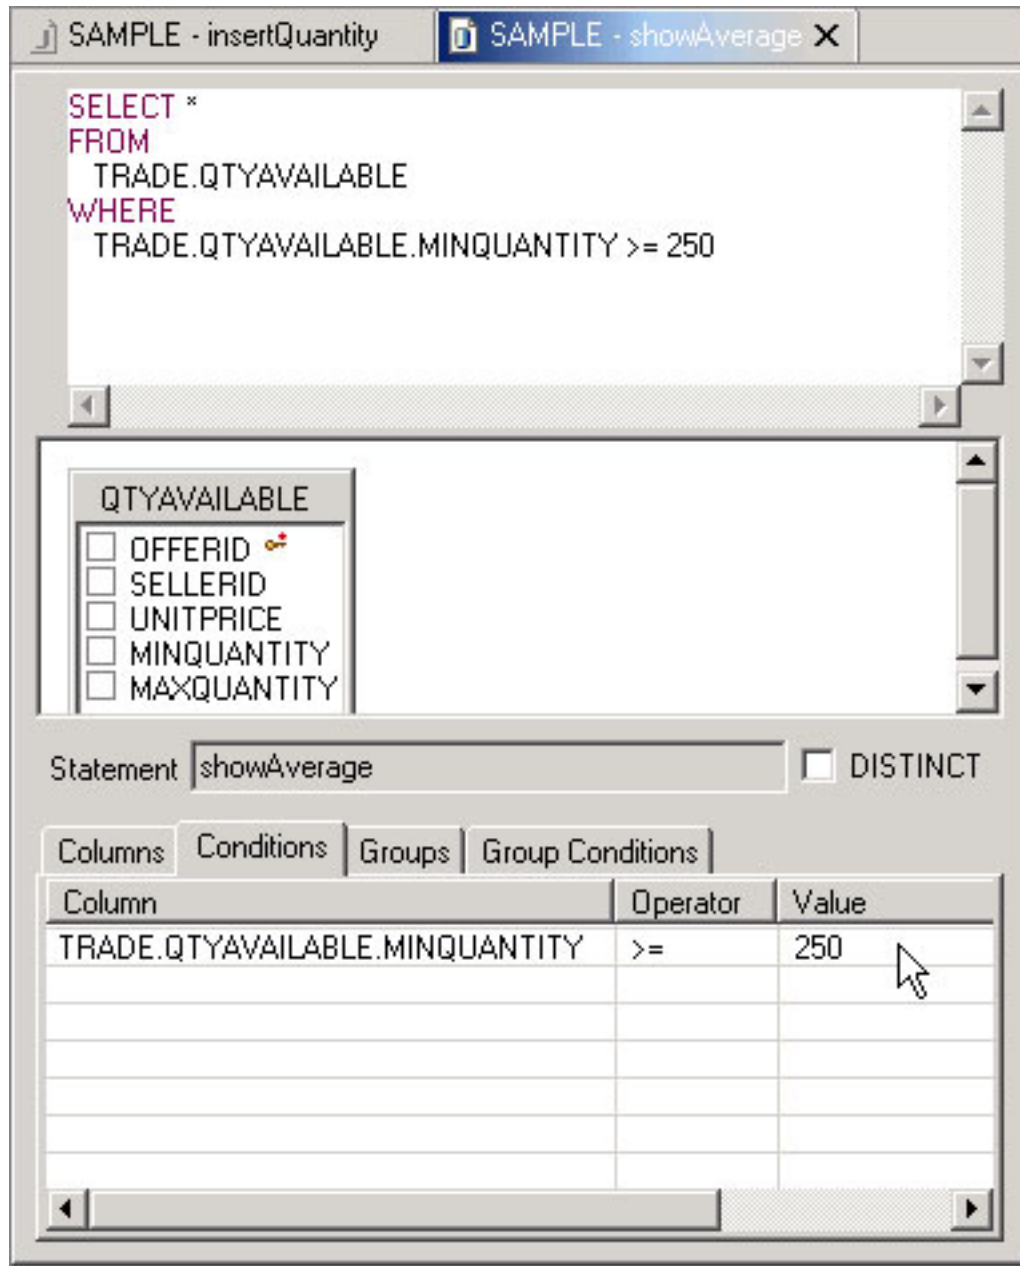 SAMPLE - insertQuantity
SAMPLE - showAverage
SELECT *
FROM
TRADE.QTYAVAILABLE
WHERE
TRADE.QTYAVAILABLE.MINQUANTITY >= 250
QTYAVAILABLE
OFFERID
SELLERID
UNITPRICE
MINQUANTITY
MAXQUANTITY
Statement showAverage DISTINCT
Columns Conditions Groups Group Conditions
Column Operator Value
TRADE.QTYAVAILABLE.MINQUANTITY >= 250